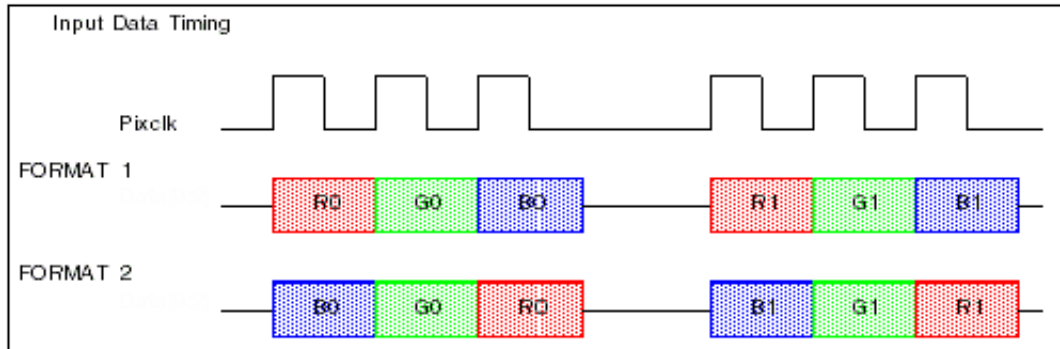 Input Data Timing
Pixclk
FORMAT 1
R0 G0 B0 R1 G1 B1
FORMAT 2
B0 G0 R0 B1 G1 R1